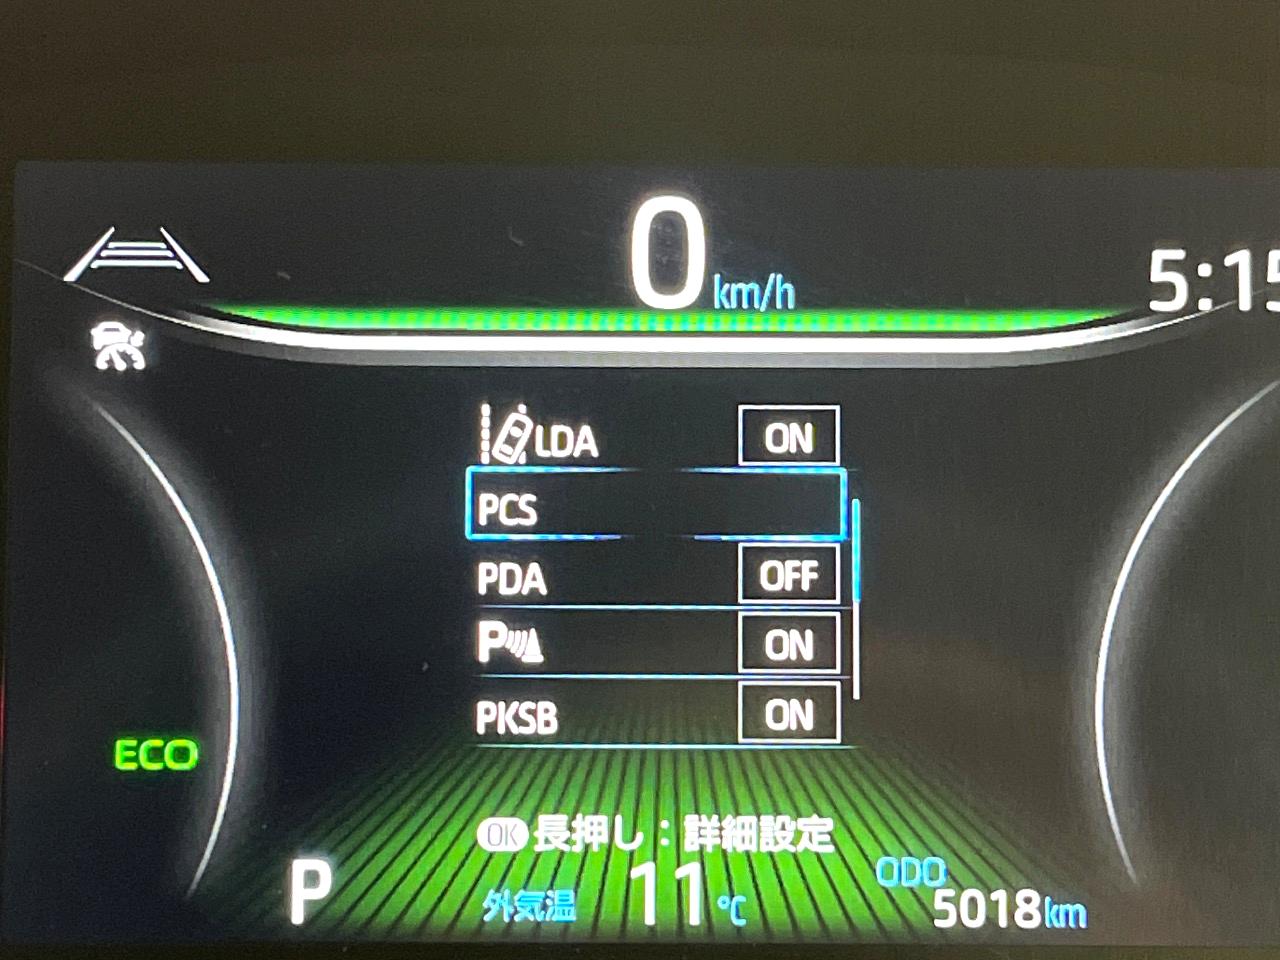 0 km/h
5:15
LDA ON
PCS
PDA OFF
P ON
PKSB ON
ECO
OK 長押し：詳細設定
P 外気温 11℃ ODO 5018km